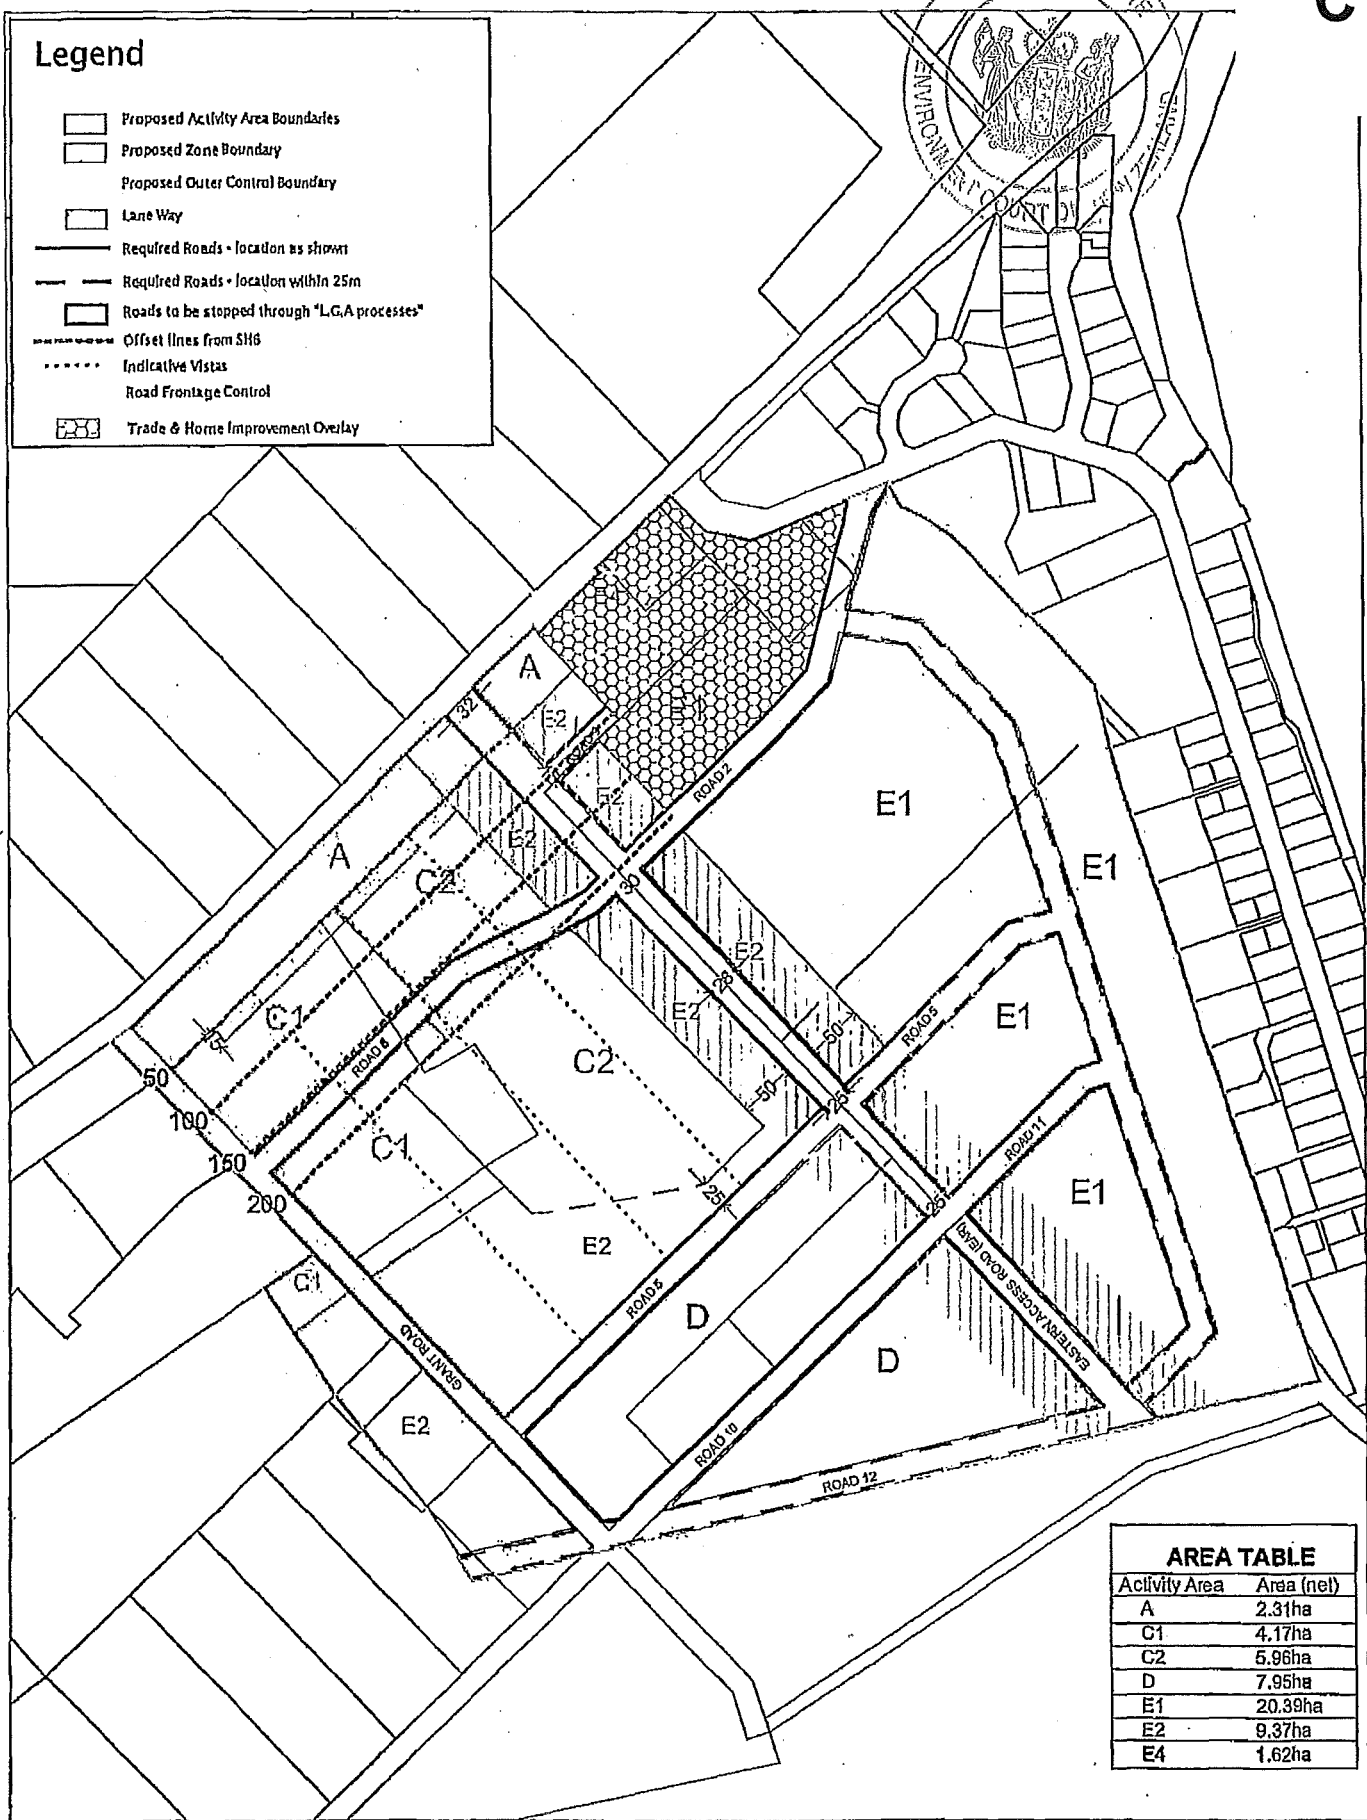 C
Legend
Proposed Activity Area Boundaries
Proposed Zone Boundary
Proposed Outer Control Boundary
Lane Way
Required Roads - location as shown
Required Roads - location within 25m
Roads to be stopped through "L.G.A processes"
Offset lines from SH6
Indicative Vistas
Road Frontage Control
Trade & Home Improvement Overlay
ENVIRONMENT COURT
A
32
E2
E1
E2
ROAD 2
E2
A
C2
30
E1
E1
E2
28
E2
C1
15
ROAD 6
C2
50
ROAD 5
E1
50
50
25
100
C1
150
25
200
ROAD 11
E1
25
E2
C1
EASTERN ACCESS ROAD (EAR)
ROAD 5
D
D
GRANT ROAD
E2
ROAD 10
ROAD 12
AREA TABLE
Activity Area Area (net)
A 2.31ha
C1 4.17ha
C2 5.96ha
D 7.95ha
E1 20.39ha
E2 9.37ha
E4 1.62ha